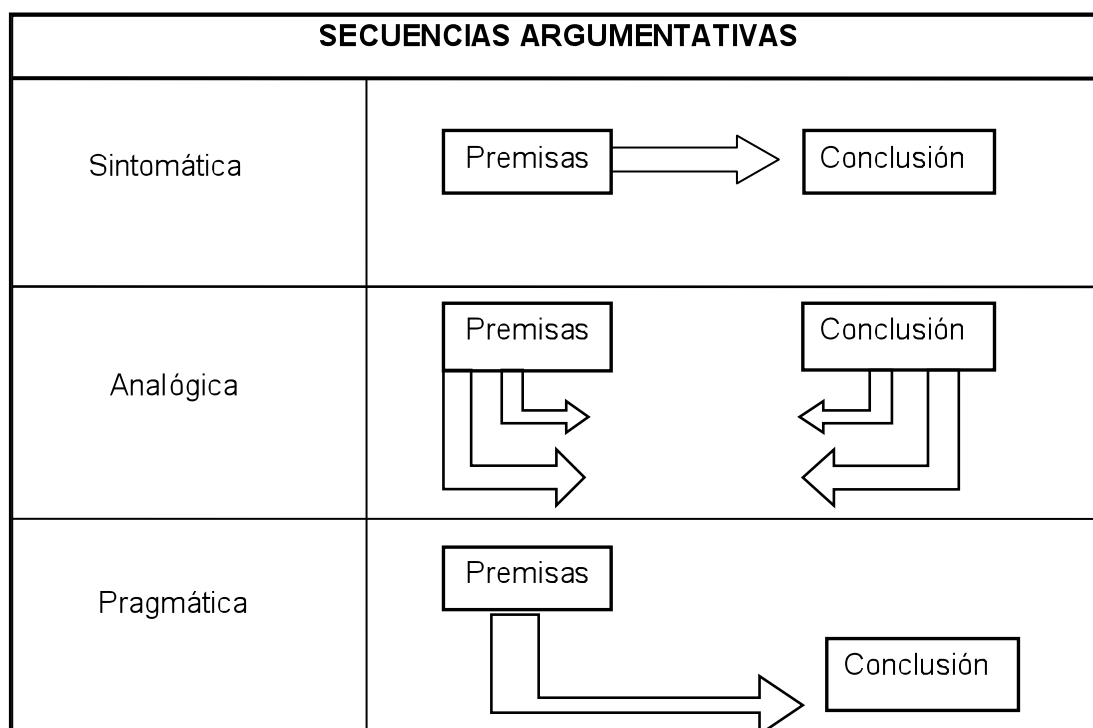 SECUENCIAS ARGUMENTATIVAS
Sintomática
Premisas
Conclusión
Analógica
Premisas
Conclusión
Pragmática
Premisas
Conclusión